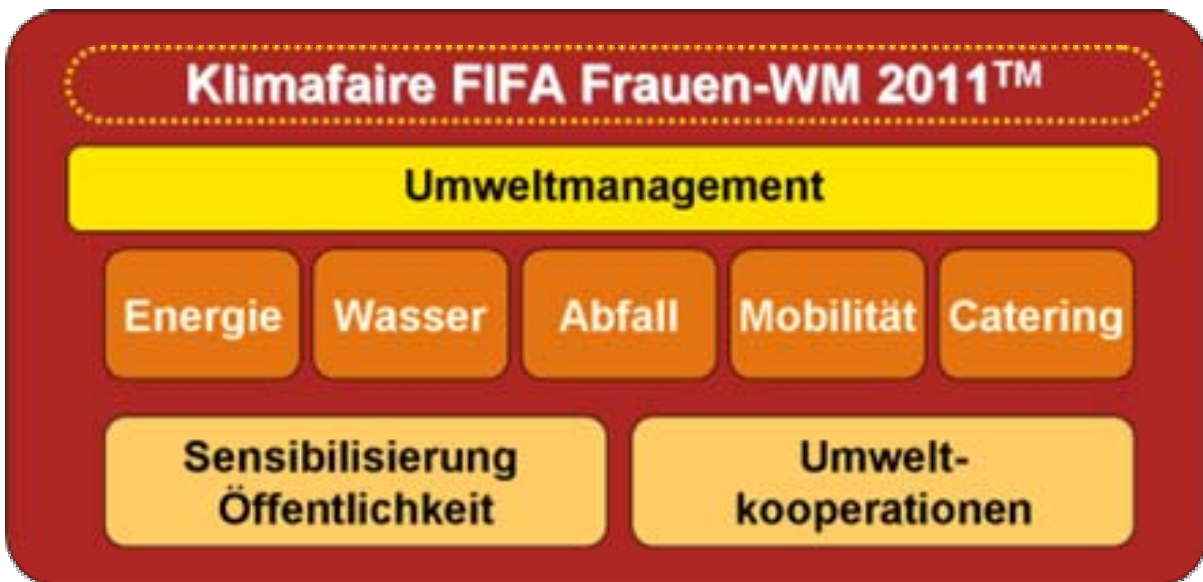 Klimafaire FIFA Frauen-WM 2011™
Umweltmanagement
Energie Wasser Abfall Mobilität Catering
Sensibilisierung
Öffentlichkeit
Umwelt-
kooperationen